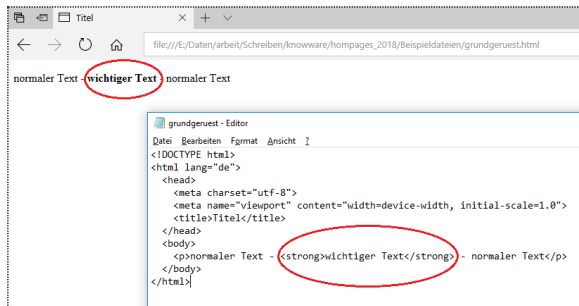 Titel
file:///E:/Daten/arbeit/Schreiben/knowware/hompages_2018/Beispieldateien/grundgeruest.html
normaler Text - wichtiger Text - normaler Text
grundgeruest - Editor
Datei Bearbeiten Format Ansicht ?
<!DOCTYPE html>
<html lang="de">
<head>
<meta charset="utf-8">
<meta name="viewport" content="width=device-width, initial-scale=1.0">
<title>Titel</title>
</head>
<body>
<p>normaler Text - <strong>wichtiger Text</strong> - normaler Text</p>
</body>
</html>